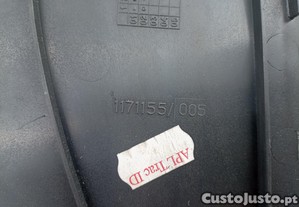 1171155/005
APL Trac ID
Custojusto.pt